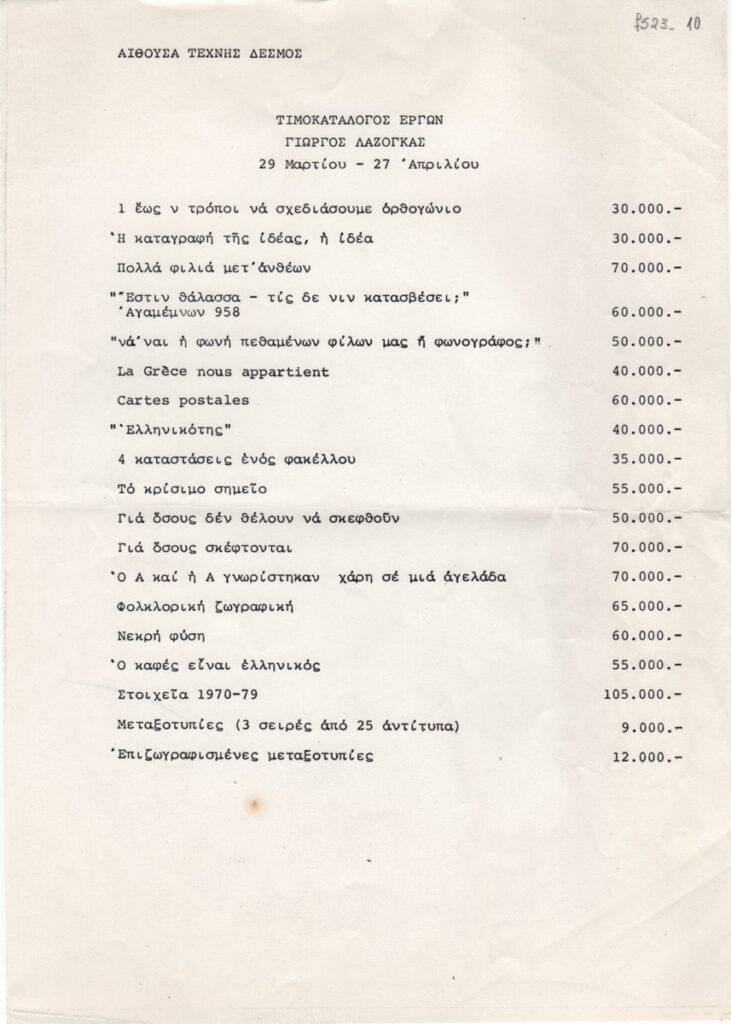 f523- 10
ΑΙΘΟΥΣΑ ΤΕΧΝΗΣ ΔΕΣΜΟΣ
ΤΙΜΟΚΑΤΑΛΟΓΟΣ ΕΡΓΩΝ
ΓΙΩΡΓΟΣ ΛΑΖΟΓΚΑΣ
29 Μαρτίου - 27 ʼΑπριλίου
1 ἕως ν τρόποι νά σχεδιάσουμε ὀρθογώνιο 30.000.-
Ἡ καταγραφή τῆς ἰδέας, ἡ ἰδέα 30.000.-
Πολλά φιλιά μετ'ἀνθέων 70.000.-
"Ἔστιν θάλασσα - τίς δε νιν κατασβέσει;"
Ἀγαμέμνων 958 60.000.-
"νά'ναι ἡ φωνή πεθαμένων φίλων μας ἤ φωνογράφος;" 50.000.-
La Grèce nous appartient 40.000.-
Cartes postales 60.000.-
"Ἑλληνικότης" 40.000.-
4 καταστάσεις ἑνός φακέλλου 35.000.-
Τό κρίσιμο σημεῖο 55.000.-
Γιά ὅσους δέν θέλουν νά σκεφθοῦν 50.000.-
Γιά ὅσους σκέφτονται 70.000.-
Ὁ Α καί ἡ Α γνωρίστηκαν χάρη σέ μιά ἀγελάδα 70.000.-
Φολκλορική ζωγραφική 65.000.-
Νεκρή φύση 60.000.-
Ὁ καφές εἶναι ἑλληνικός 55.000.-
Στοιχεῖα 1970-79 105.000.-
Μεταξοτυπίες (3 σειρές ἀπό 25 ἀντίτυπα) 9.000.-
Ἐπιζωγραφισμένες μεταξοτυπίες 12.000.-